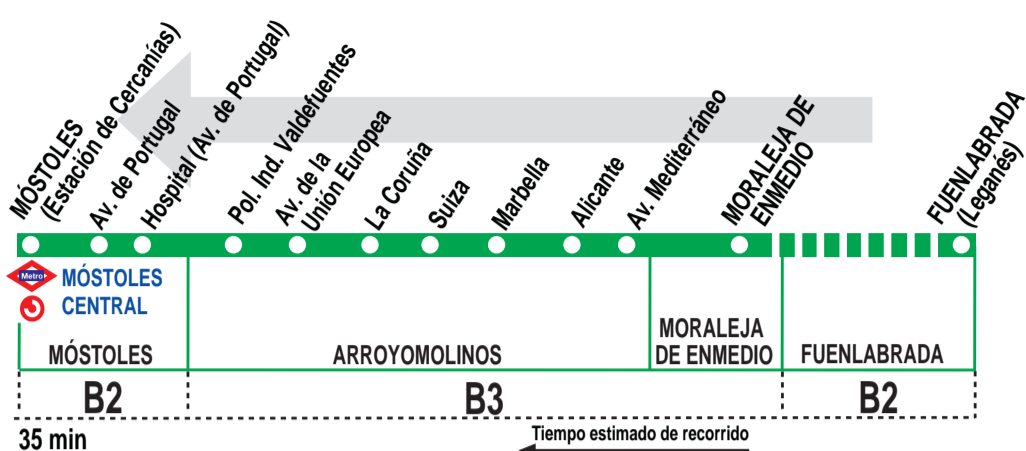 MÓSTOLES
(Estación de Cercanías)
Av. de Portugal
Hospital (Av. de Portugal)
Pol. Ind. Valdefuentes
Av. de la
Unión Europea
La Coruña
Suiza
Marbella
Alicante
Av. Mediterráneo
MORALEJA DE
ENMEDIO
FUENLABRADA
(Leganés)
Metro
MÓSTOLES
CENTRAL
MÓSTOLES
ARROYOMOLINOS
MORALEJA
DE ENMEDIO
FUENLABRADA
B2
B3
B2
35 min
Tiempo estimado de recorrido